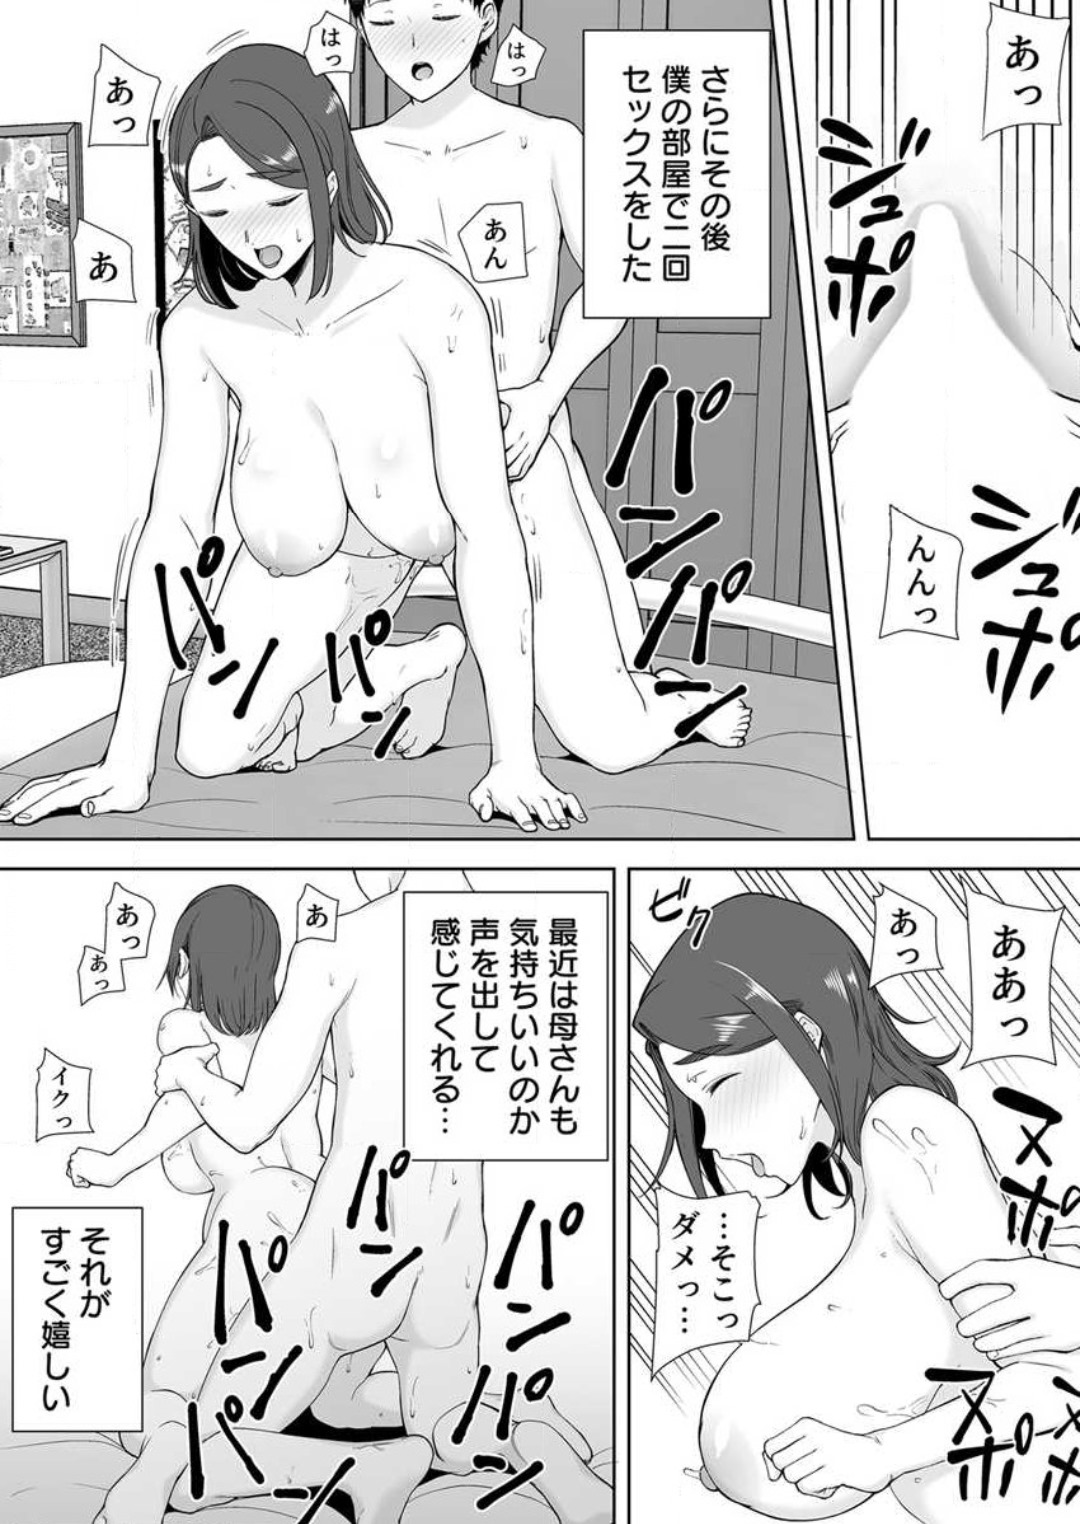 あっ
ジュポ
んんっ
ジュポ
さらにその後
僕の部屋で二回
セックスをした
はっ
はっ
あっ
あん
あ
パン
パン
パン
パン
ビク
ああっ
あっ
ヌポ
…そこっ
ダメっ…
ヌポ
最近は母さんも
気持ちいいのか
声を出して
感じてくれる…
あ
あっ
あっ
イクっ
パン
パン
パン
パン
パン
それが
すごく嬉しい